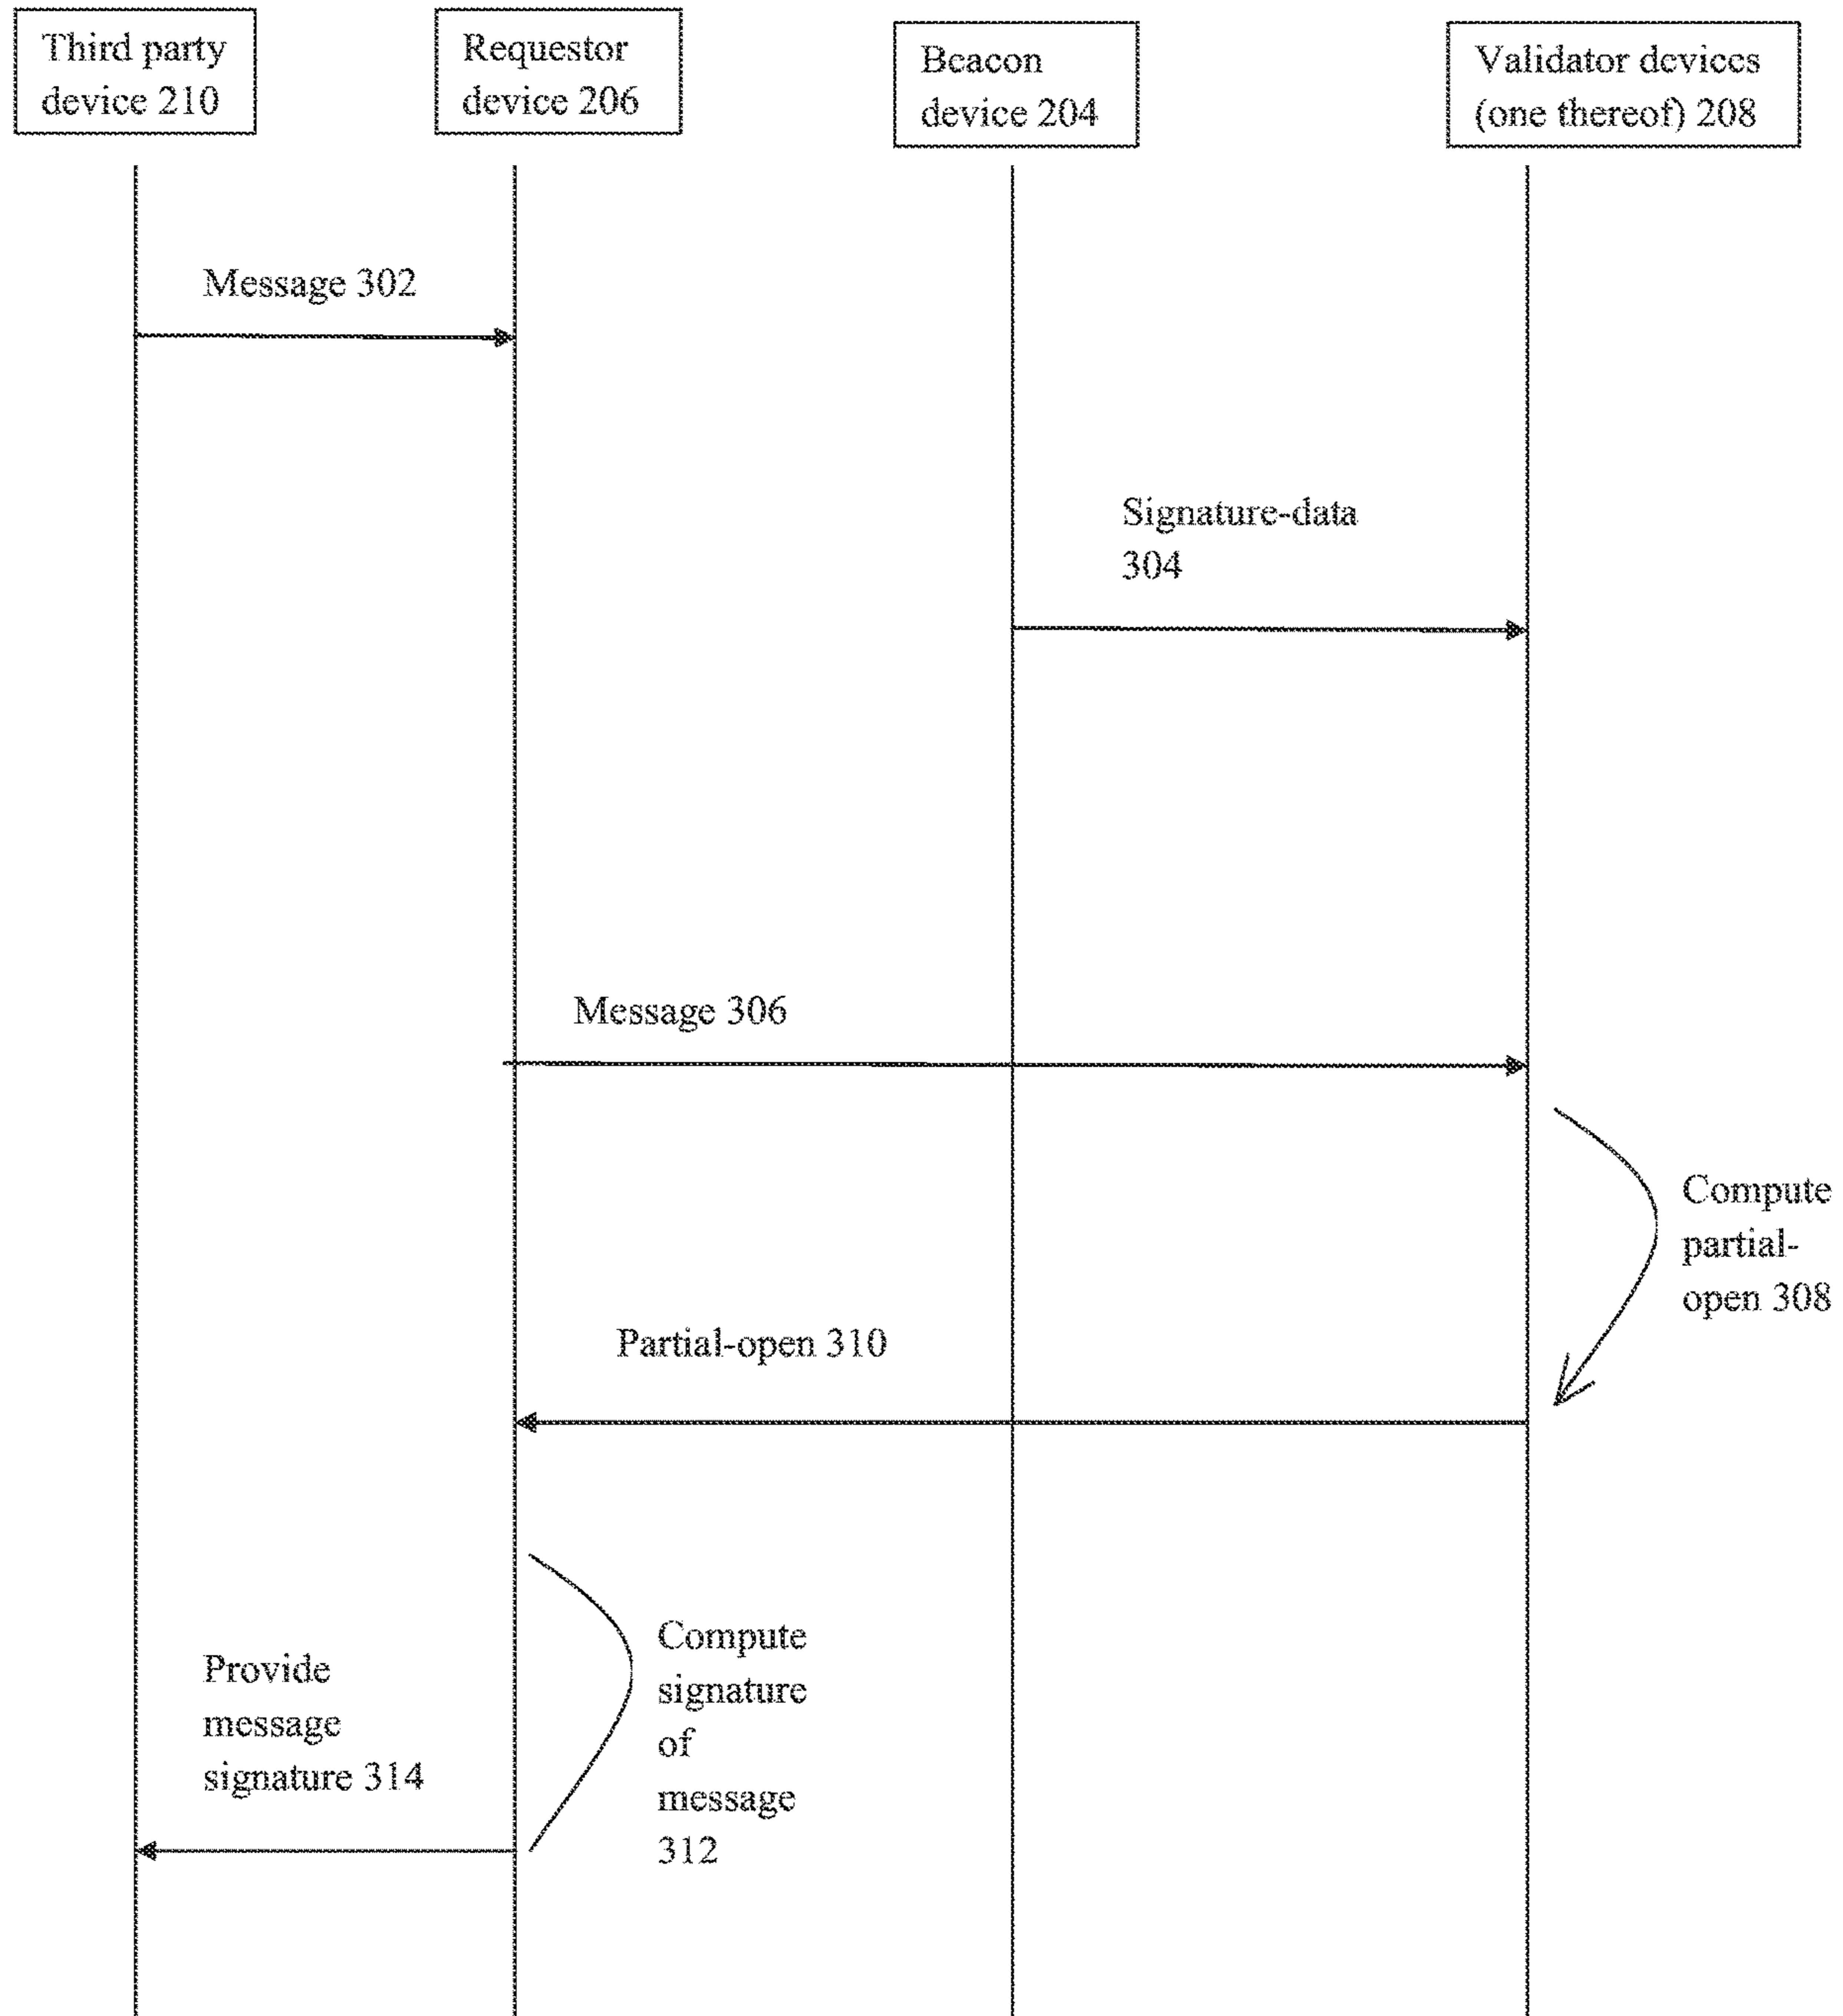 Third party
device 210
Requestor
device 206
Beacon
device 204
Validator devices
(one thereof) 208
Message 302
Signature-data
304
Message 306
Compute
partial-
open 308
Partial-open 310
Compute
signature
of
message
312
Provide
message
signature 314